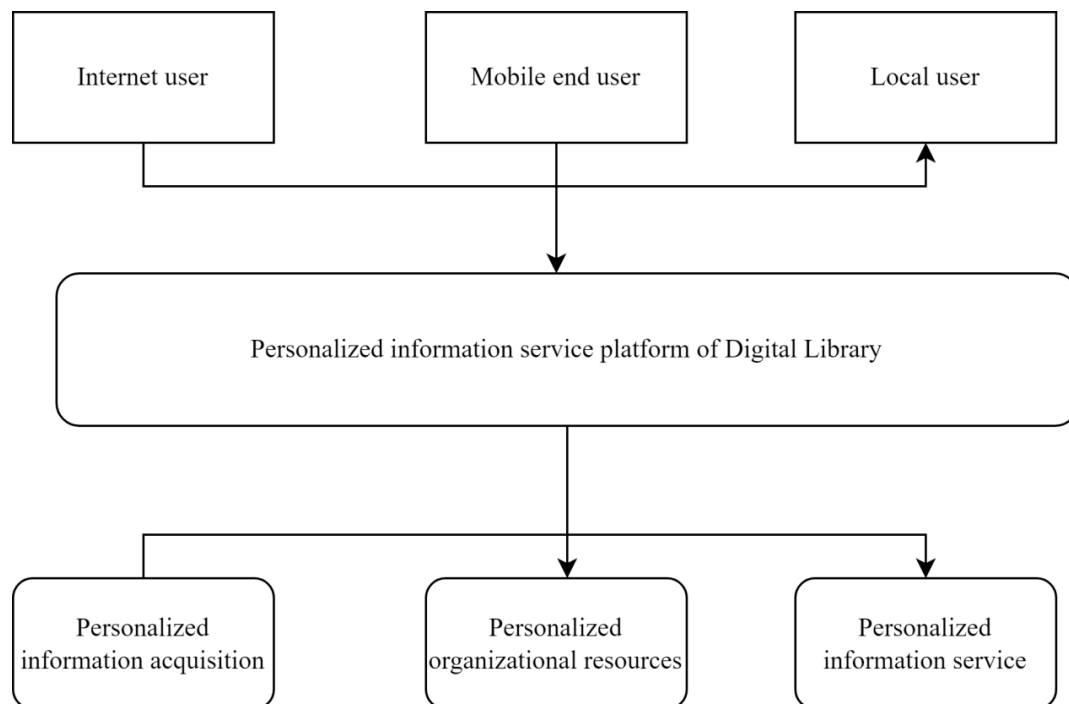 Internet user
Mobile end user
Local user
Personalized information service platform of Digital Library
Personalized
information acquisition
Personalized
organizational resources
Personalized
information service